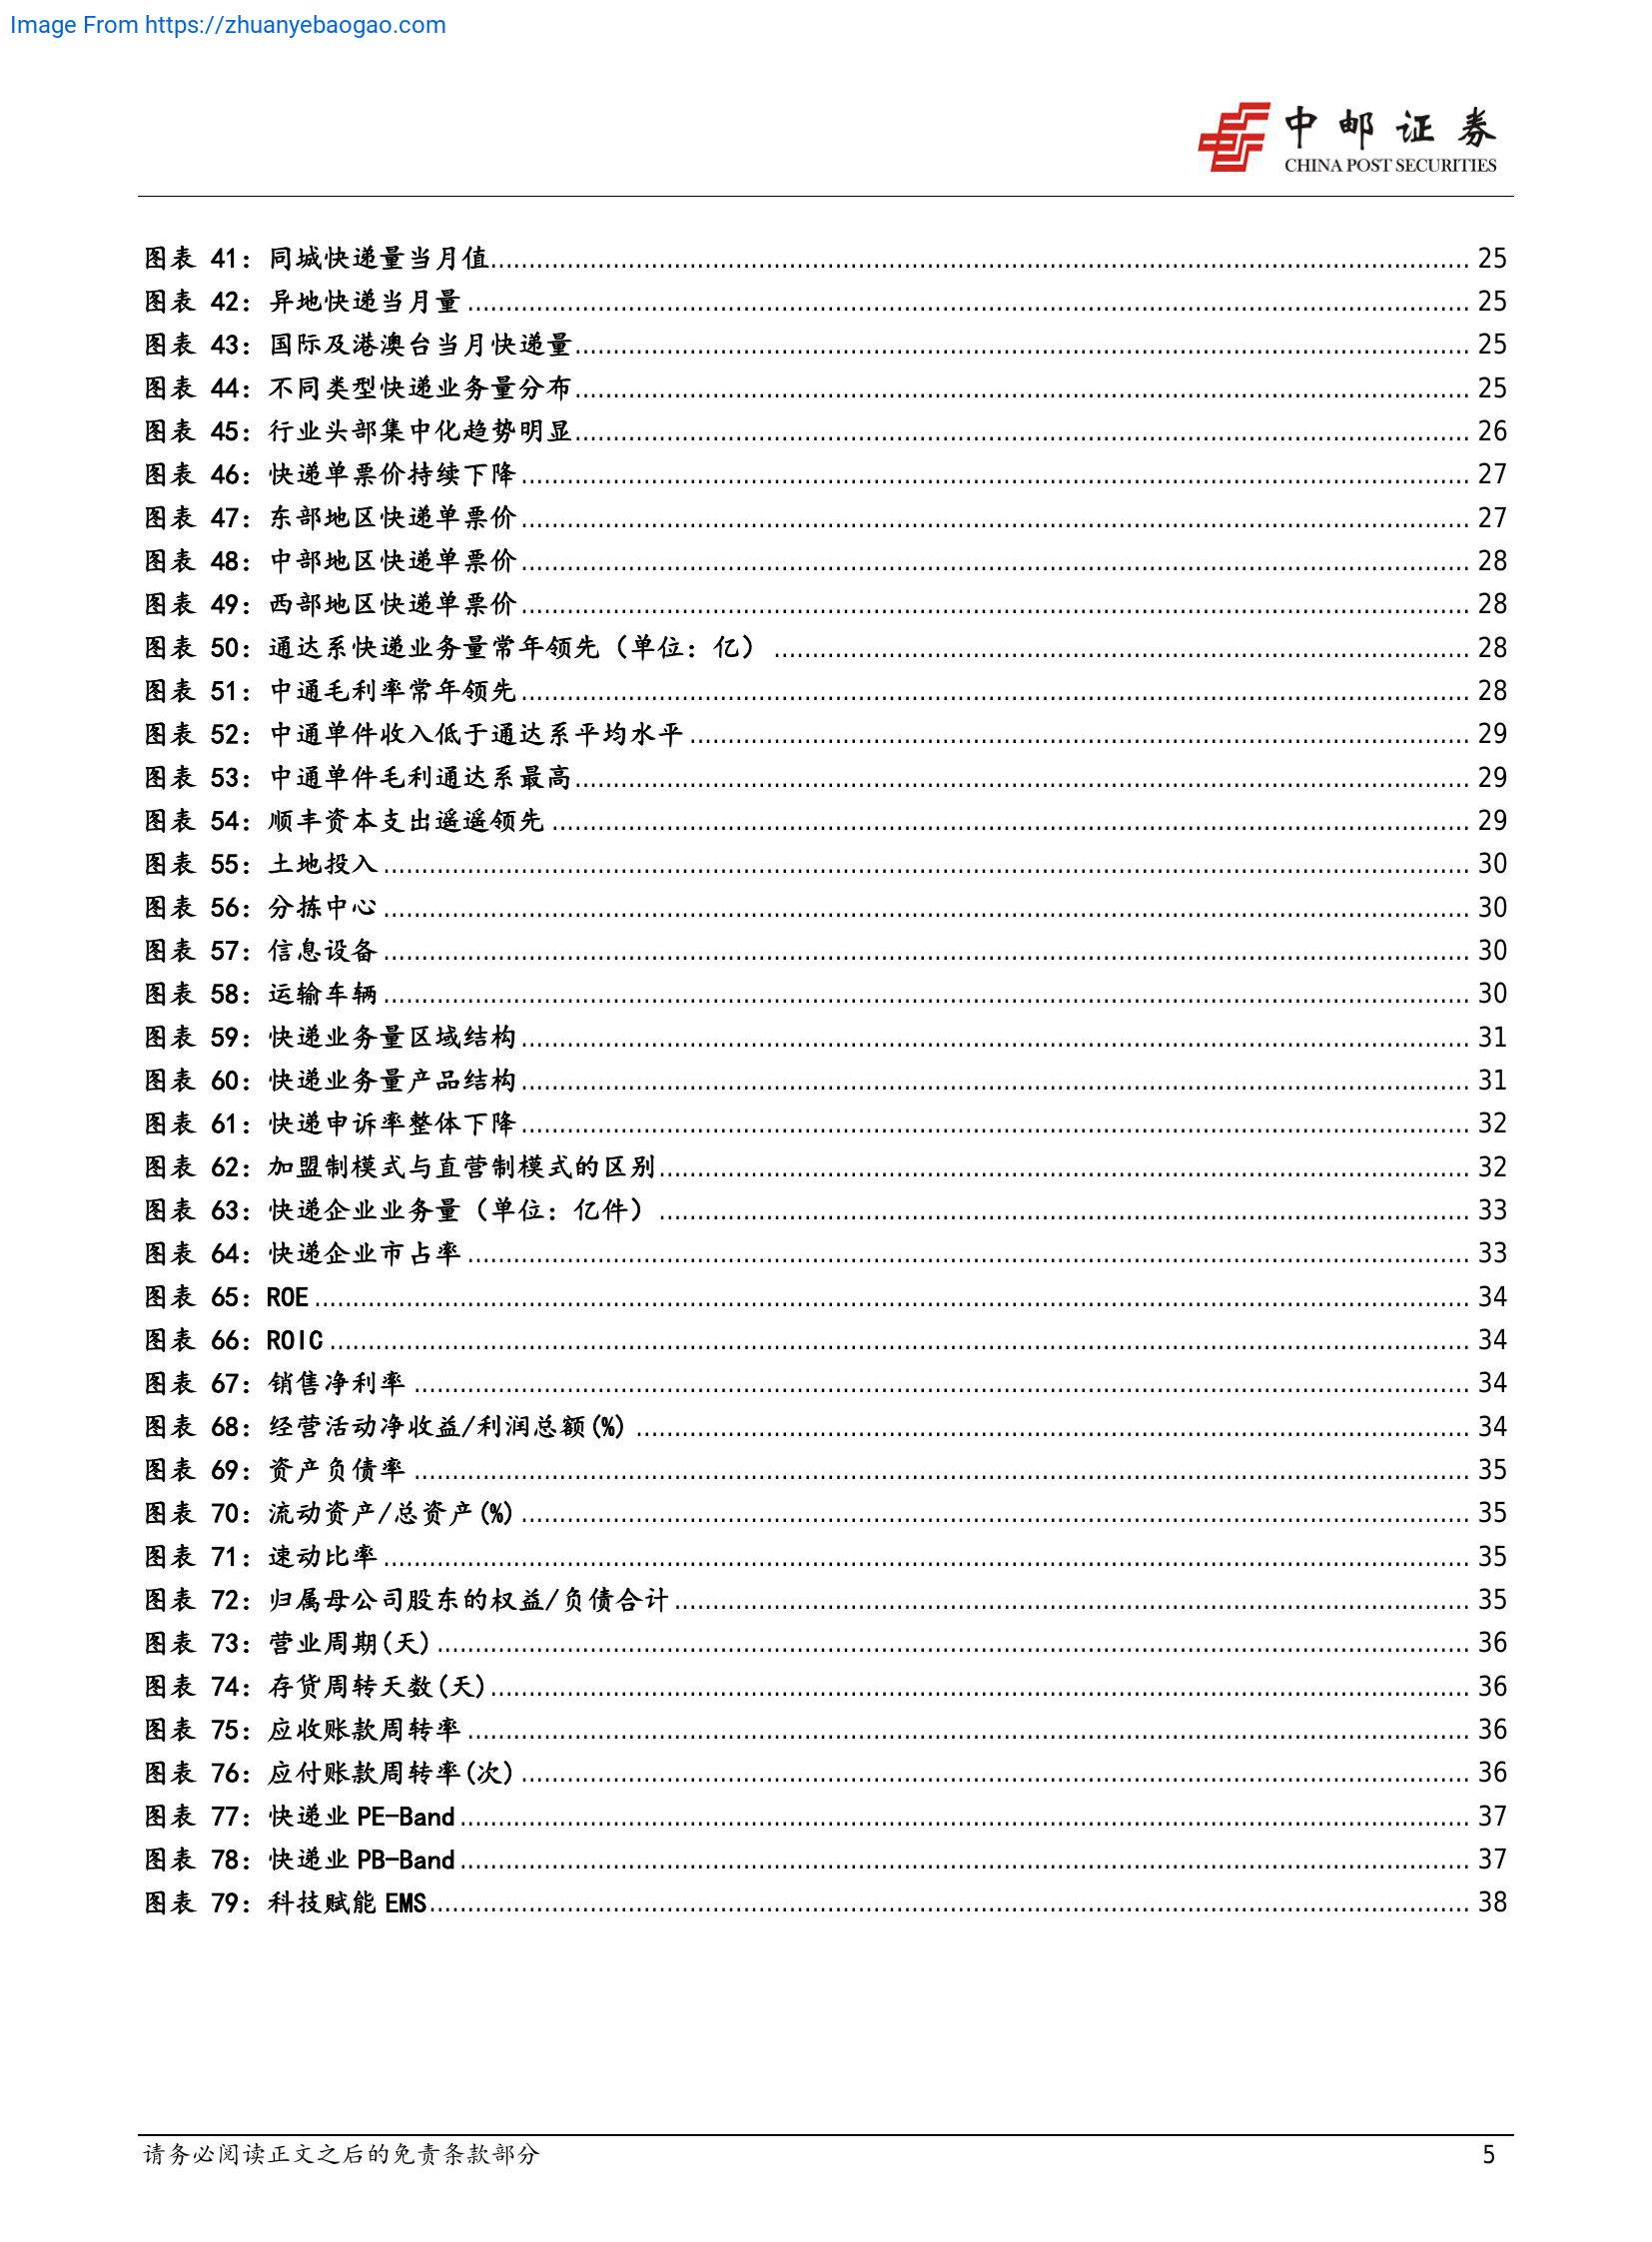 Image From https://zhuanyebaogao.com
中邮证券
CHINA POST SECURITIES
图表 41：同城快递量当月值 25
图表 42：异地快递当月量 25
图表 43：国际及港澳台当月快递量 25
图表 44：不同类型快递业务量分布 25
图表 45：行业头部集中化趋势明显 26
图表 46：快递单票价持续下降 27
图表 47：东部地区快递单票价 27
图表 48：中部地区快递单票价 28
图表 49：西部地区快递单票价 28
图表 50：通达系快递业务量常年领先（单位：亿） 28
图表 51：中通毛利率常年领先 28
图表 52：中通单件收入低于通达系平均水平 29
图表 53：中通单件毛利通达系最高 29
图表 54：顺丰资本支出遥遥领先 29
图表 55：土地投入 30
图表 56：分拣中心 30
图表 57：信息设备 30
图表 58：运输车辆 30
图表 59：快递业务量区域结构 31
图表 60：快递业务量产品结构 31
图表 61：快递申诉率整体下降 32
图表 62：加盟制模式与直营制模式的区别 32
图表 63：快递企业业务量（单位：亿件） 33
图表 64：快递企业市占率 33
图表 65：ROE 34
图表 66：ROIC 34
图表 67：销售净利率 34
图表 68：经营活动净收益/利润总额(%) 34
图表 69：资产负债率 35
图表 70：流动资产/总资产(%) 35
图表 71：速动比率 35
图表 72：归属母公司股东的权益/负债合计 35
图表 73：营业周期(天) 36
图表 74：存货周转天数(天) 36
图表 75：应收账款周转率 36
图表 76：应付账款周转率(次) 36
图表 77：快递业 PE-Band 37
图表 78：快递业 PB-Band 37
图表 79：科技赋能 EMS 38
请务必阅读正文之后的免责条款部分 5